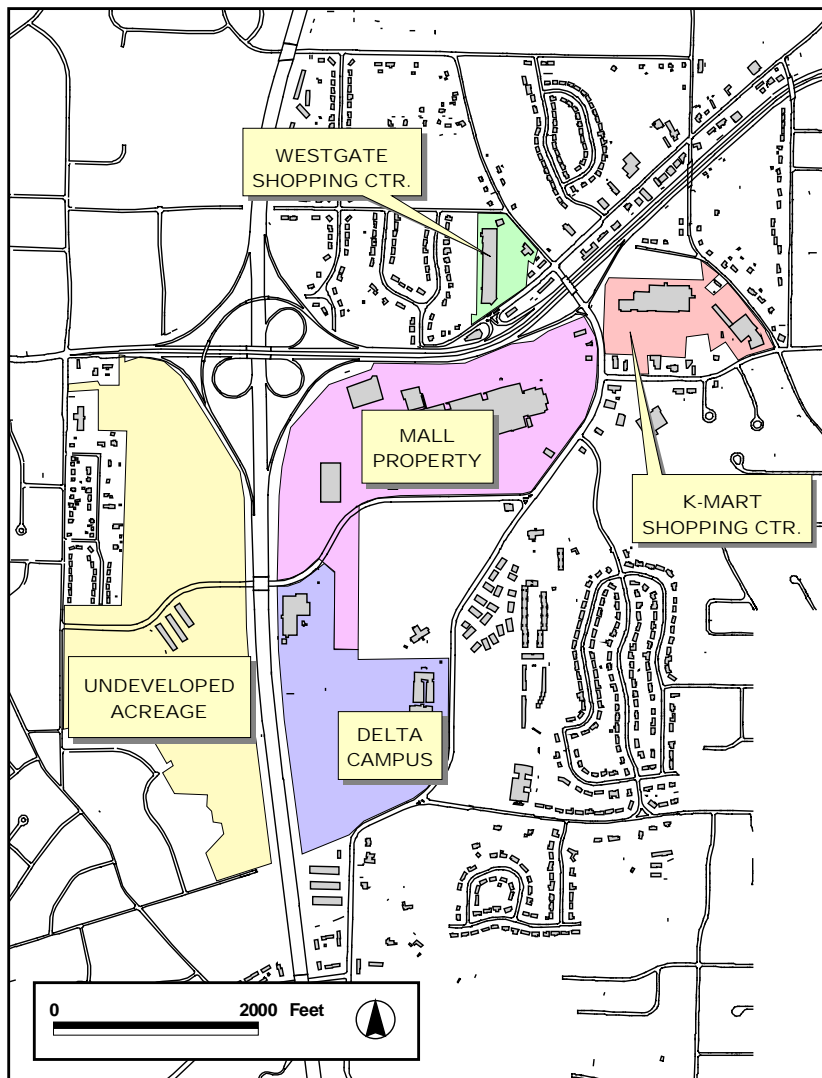 WESTGATE
SHOPPING CTR.
MALL
PROPERTY
K-MART
SHOPPING CTR.
UNDEVELOPED
ACREAGE
DELTA
CAMPUS
0 2000 Feet